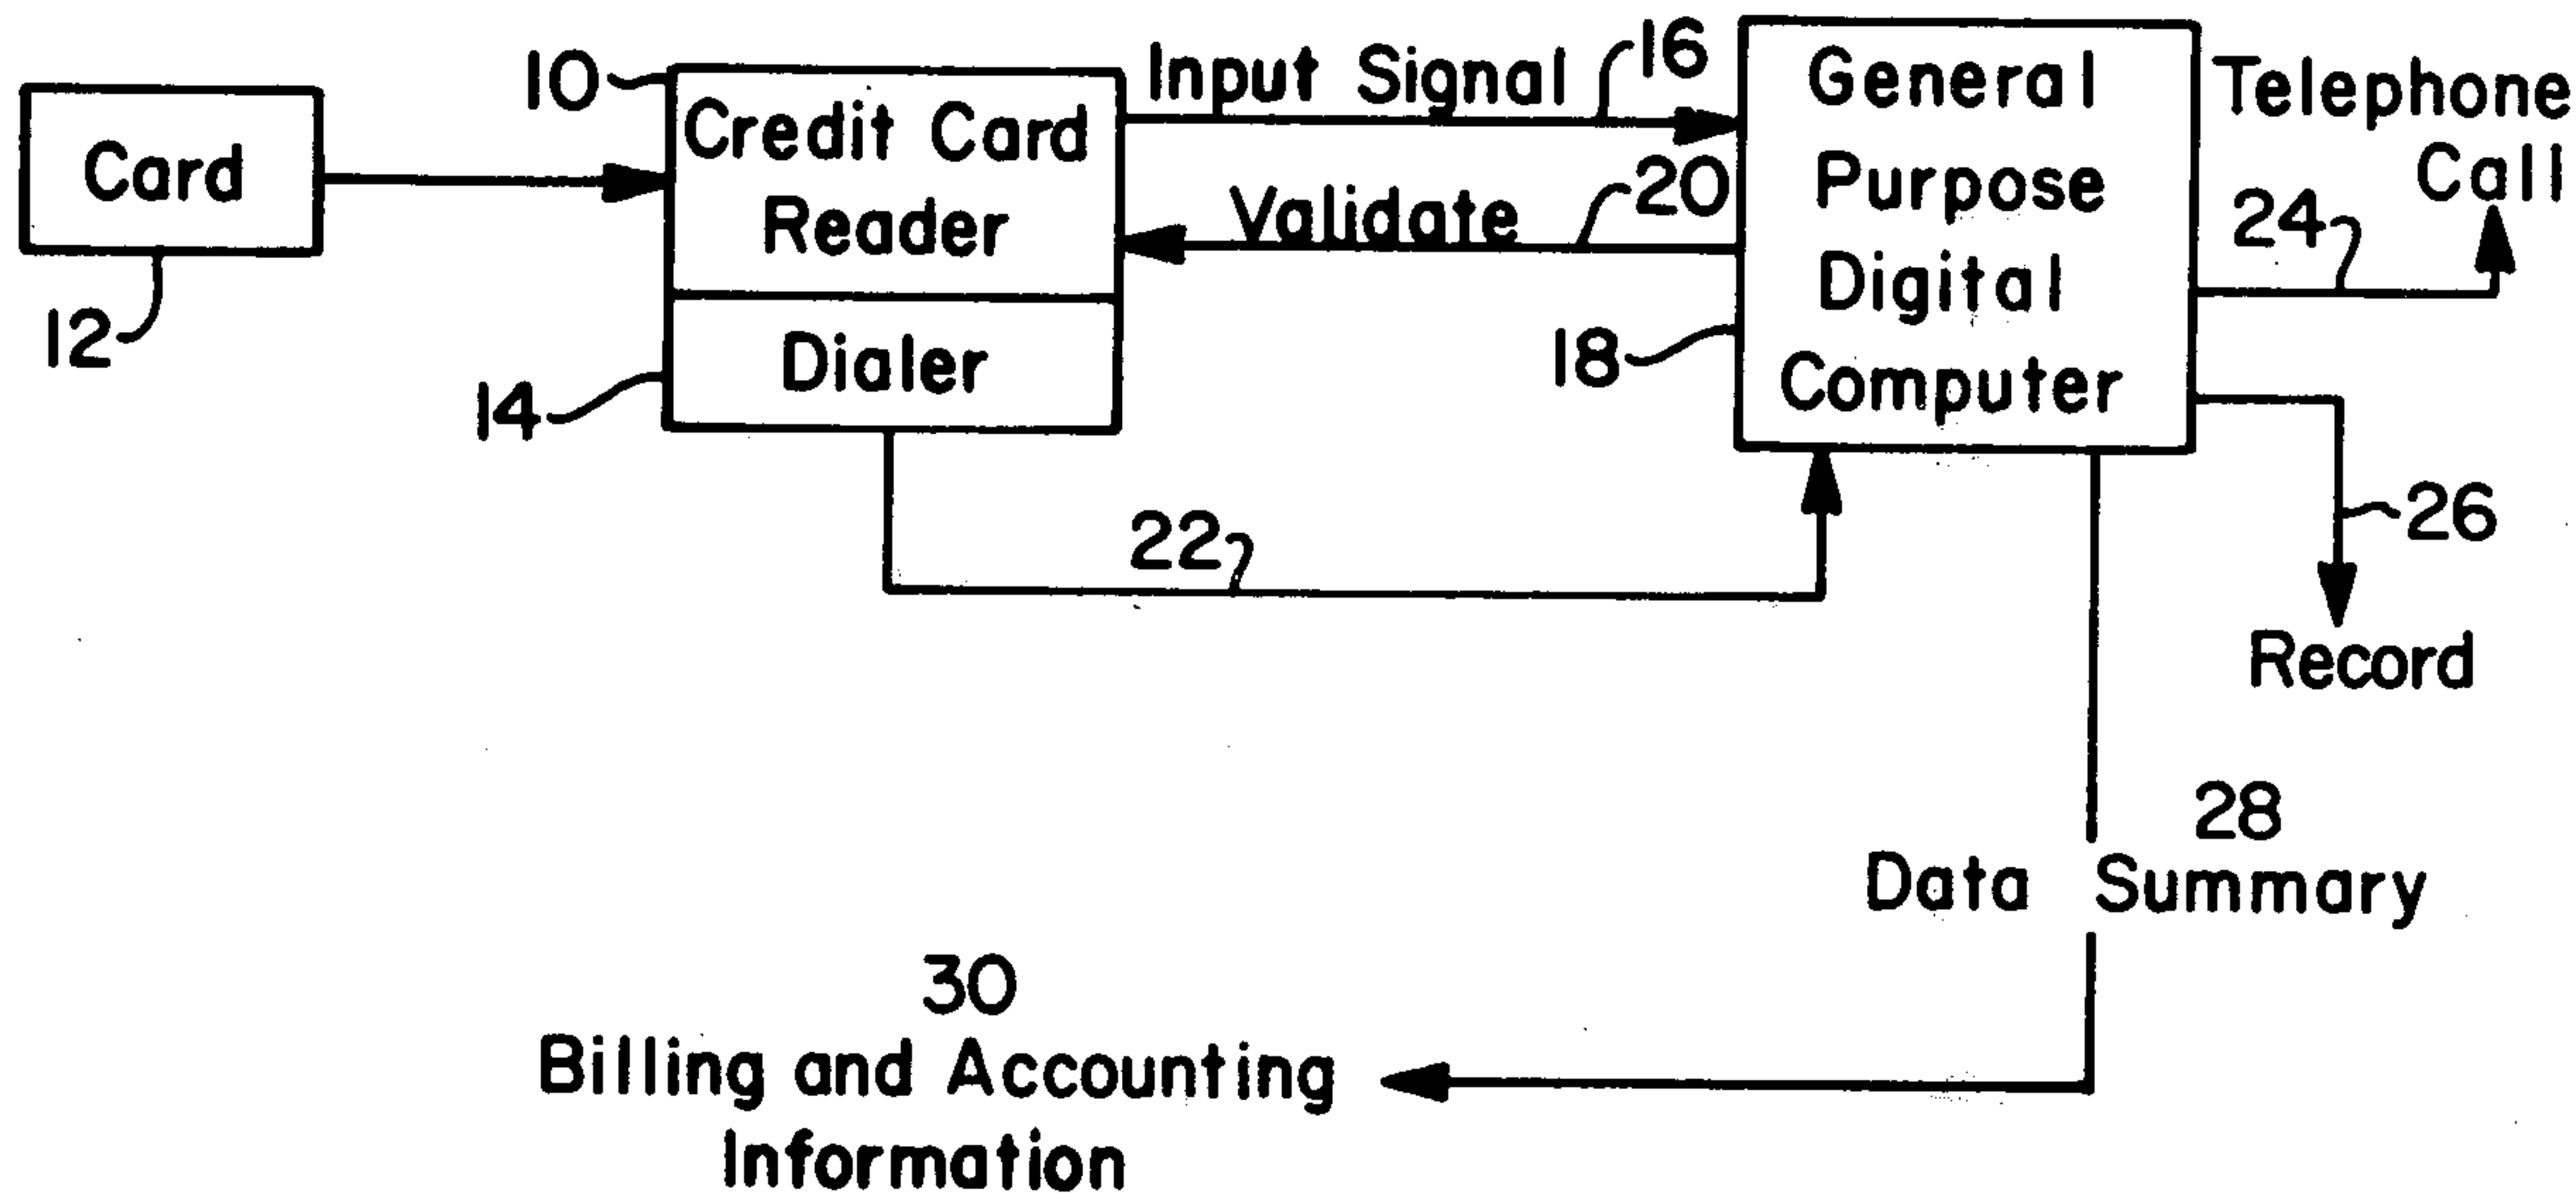 Card
12
10
Credit Card
Reader
Dialer
14
Input Signal
16
Validate
20
22
General
Purpose
Digital
Computer
18
Telephone
Call
24
26
Record
28
Data Summary
30
Billing and Accounting
Information